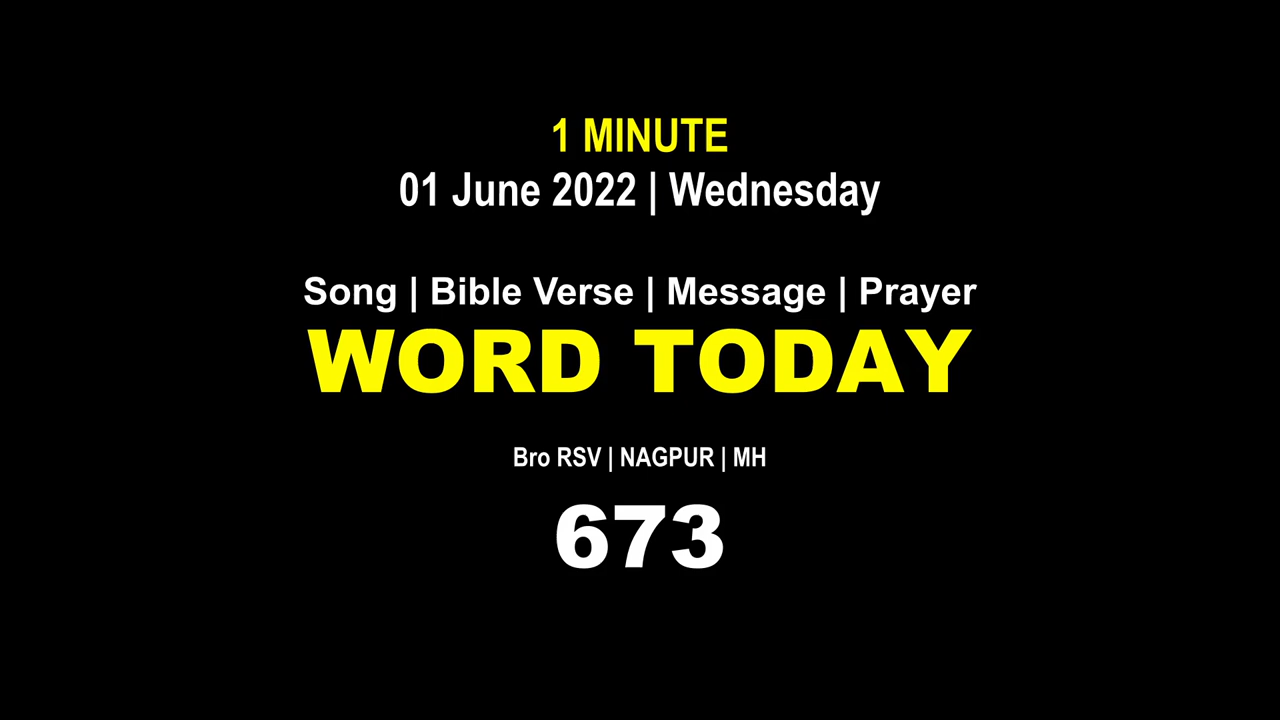 1 MINUTE
01 June 2022 | Wednesday
Song | Bible Verse | Message | Prayer
WORD TODAY
Bro RSV | NAGPUR | MH
673